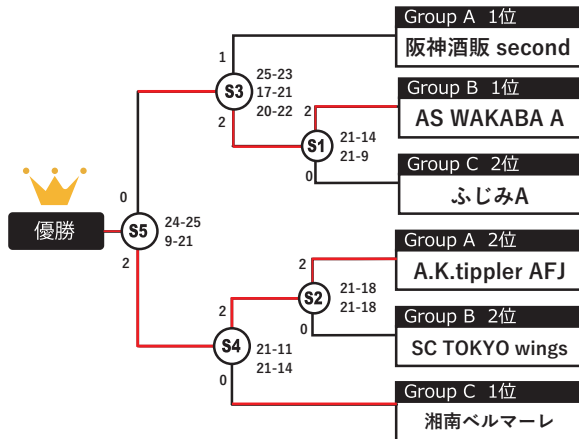 Group A 1位
阪神酒販 second
1
S3
25-23
17-21
20-22
2
Group B 1位
AS WAKABA A
2
S1
21-14
21-9
0
Group C 2位
ふじみA
0
優勝
S5
24-25
9-21
2
Group A 2位
A.K.tippler AFJ
2
S2
21-18
21-18
0
Group B 2位
SC TOKYO wings
2
S4
21-11
21-14
0
Group C 1位
湘南ベルマーレ